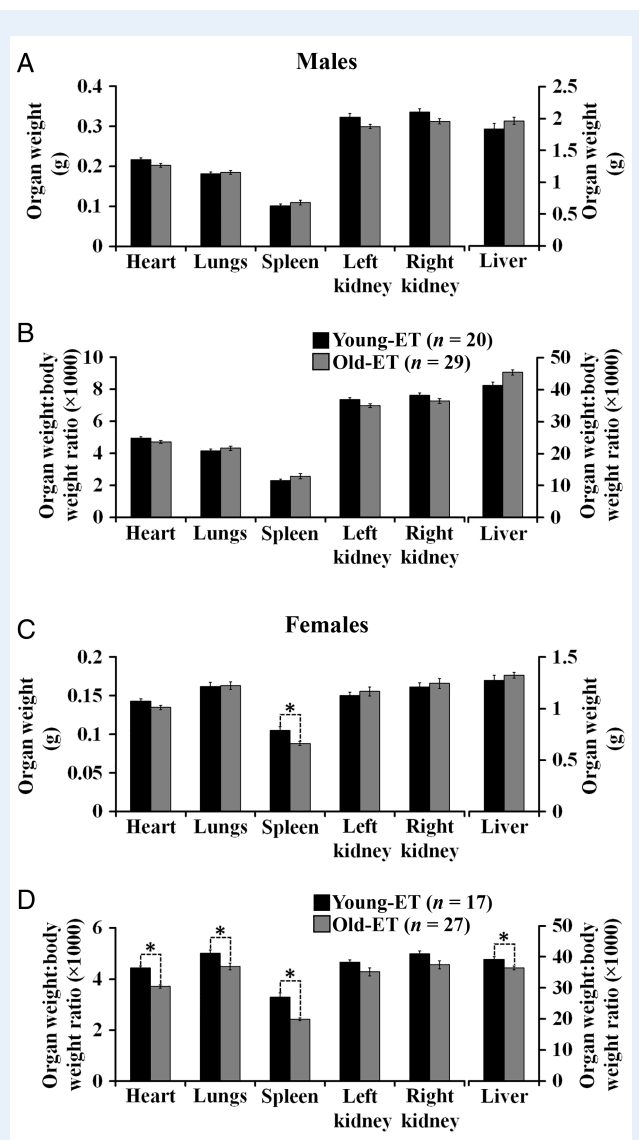 A
Males
Organ weight
(g)
0.4
0.3
0.2
0.1
0
2.5
2
1.5
1
0.5
0
Organ weight
(g)
Heart
Lungs
Spleen
Left
kidney
Right
kidney
Liver
B
Young-ET (n = 20)
Old-ET (n = 29)
Organ weight:body
weight ratio (×1000)
10
8
6
4
2
0
50
40
30
20
10
0
Organ weight:body
weight ratio (×1000)
Heart
Lungs
Spleen
Left
kidney
Right
kidney
Liver
C
Females
Organ weight
(g)
0.2
0.15
0.1
0.05
0
*
1.5
1
0.5
0
Organ weight
(g)
Heart
Lungs
Spleen
Left
kidney
Right
kidney
Liver
D
Young-ET (n = 17)
Old-ET (n = 27)
Organ weight:body
weight ratio (×1000)
6
4
2
0
*
*
*
*
50
40
30
20
10
0
Organ weight:body
weight ratio (×1000)
Heart
Lungs
Spleen
Left
kidney
Right
kidney
Liver